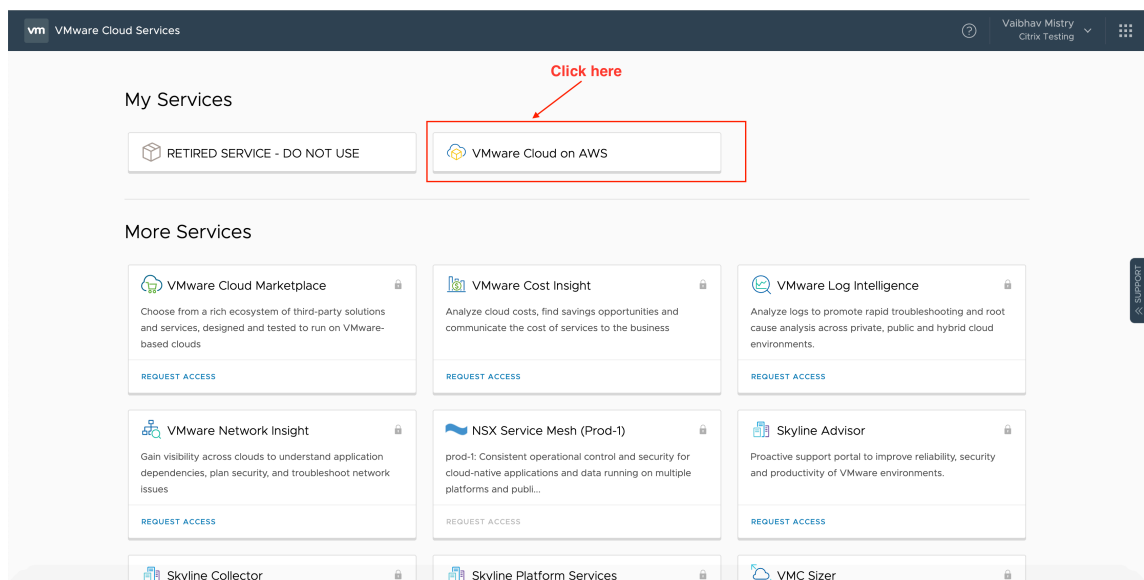 vm VMware Cloud Services
Vaibhav Mistry
Citrix Testing
Click here
My Services
RETIRED SERVICE - DO NOT USE
VMware Cloud on AWS
More Services
VMware Cloud Marketplace
Choose from a rich ecosystem of third-party solutions
and services, designed and tested to run on VMware-
based clouds
REQUEST ACCESS
VMware Cost Insight
Analyze cloud costs, find savings opportunities and
communicate the cost of services to the business
REQUEST ACCESS
VMware Log Intelligence
Analyze logs to promote rapid troubleshooting and root
cause analysis across private, public and hybrid cloud
environments.
REQUEST ACCESS
SUPPORT
VMware Network Insight
Gain visibility across clouds to understand application
dependencies, plan security, and troubleshoot network
issues
REQUEST ACCESS
NSX Service Mesh (Prod-1)
prod-1: Consistent operational control and security for
cloud-native applications and data running on multiple
platforms and publi...
REQUEST ACCESS
Skyline Advisor
Proactive support portal to improve reliability, security
and productivity of VMware environments.
REQUEST ACCESS
Skyline Collector
Skyline Platform Services
VMC Sizer